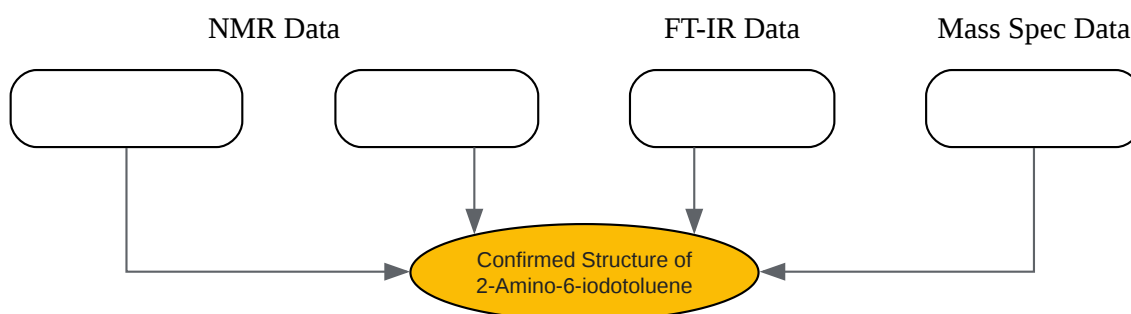 NMR Data
FT-IR Data
Mass Spec Data
Confirmed Structure of
2-Amino-6-iodotoluene